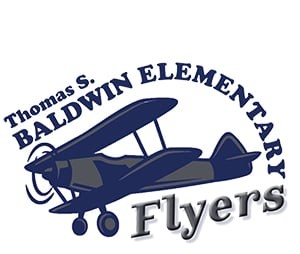 Thomas S.
BALDWIN ELEMENTARY
Flyers